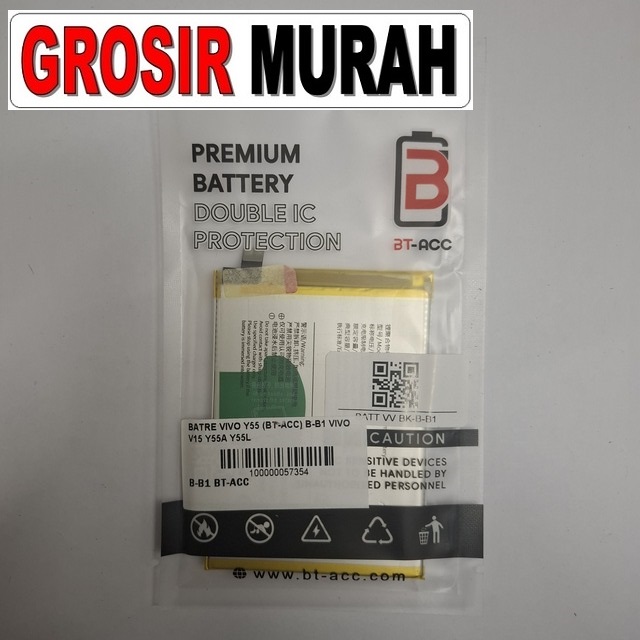 GROSIR MURAH
PREMIUM
BATTERY
DOUBLE IC
PROTECTION
B
BT-ACC
BATT VV BK-B-B1
BATRE VIVO Y55 (BT-ACC) B-B1 VIVO
V15 Y55A Y55L
100000057354
B-B1 BT-ACC
CAUTION
SITIVE DEVICES
BE HANDLED BY
ED PERSONNEL
www.bt-acc.com